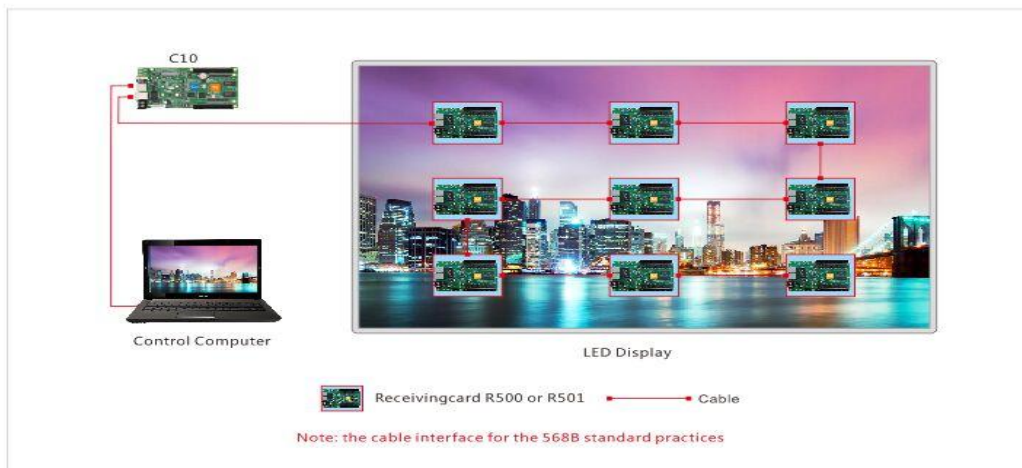 C10
Control Computer
LED Display
Receivingcard R500 or R501
Cable
Note: the cable interface for the 568B standard practices